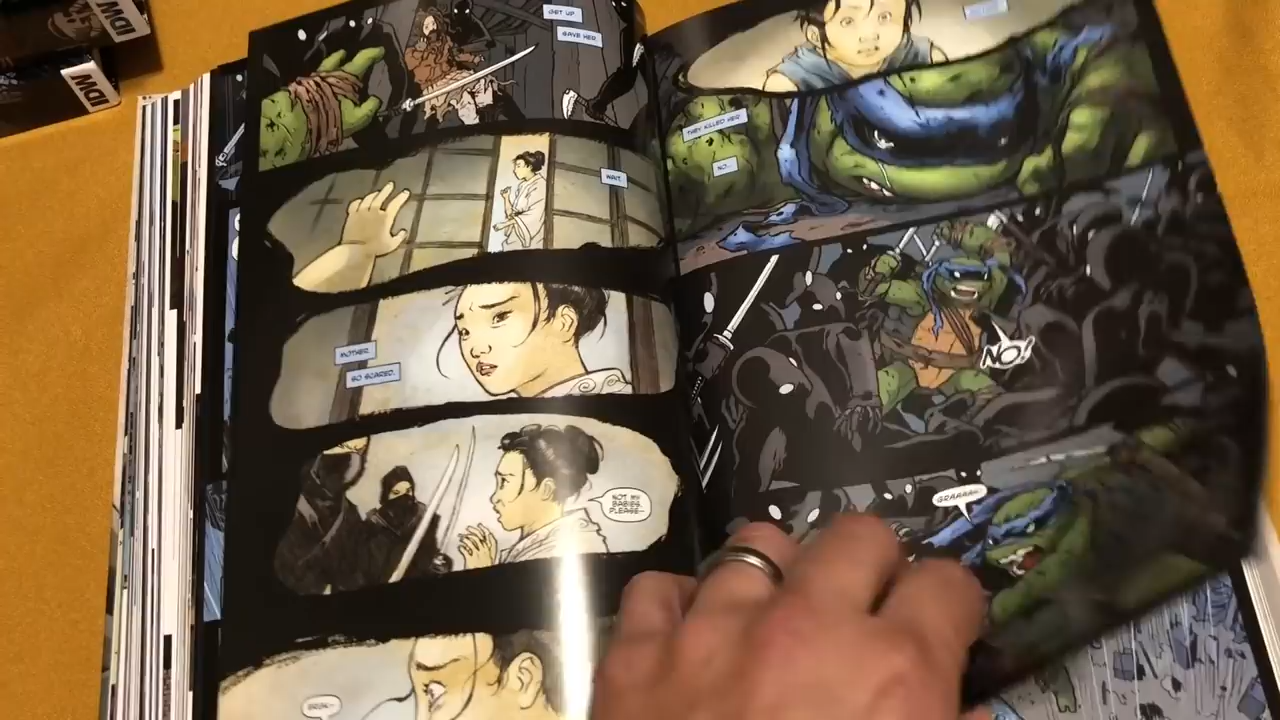 IDW
IDW
GET UP.
SAVE HER.
WAIT.
MOTHER.
SO SCARED.
NOT MY
BABIES,
PLEASE--
THEY KILLED HER.
NO...
NO!